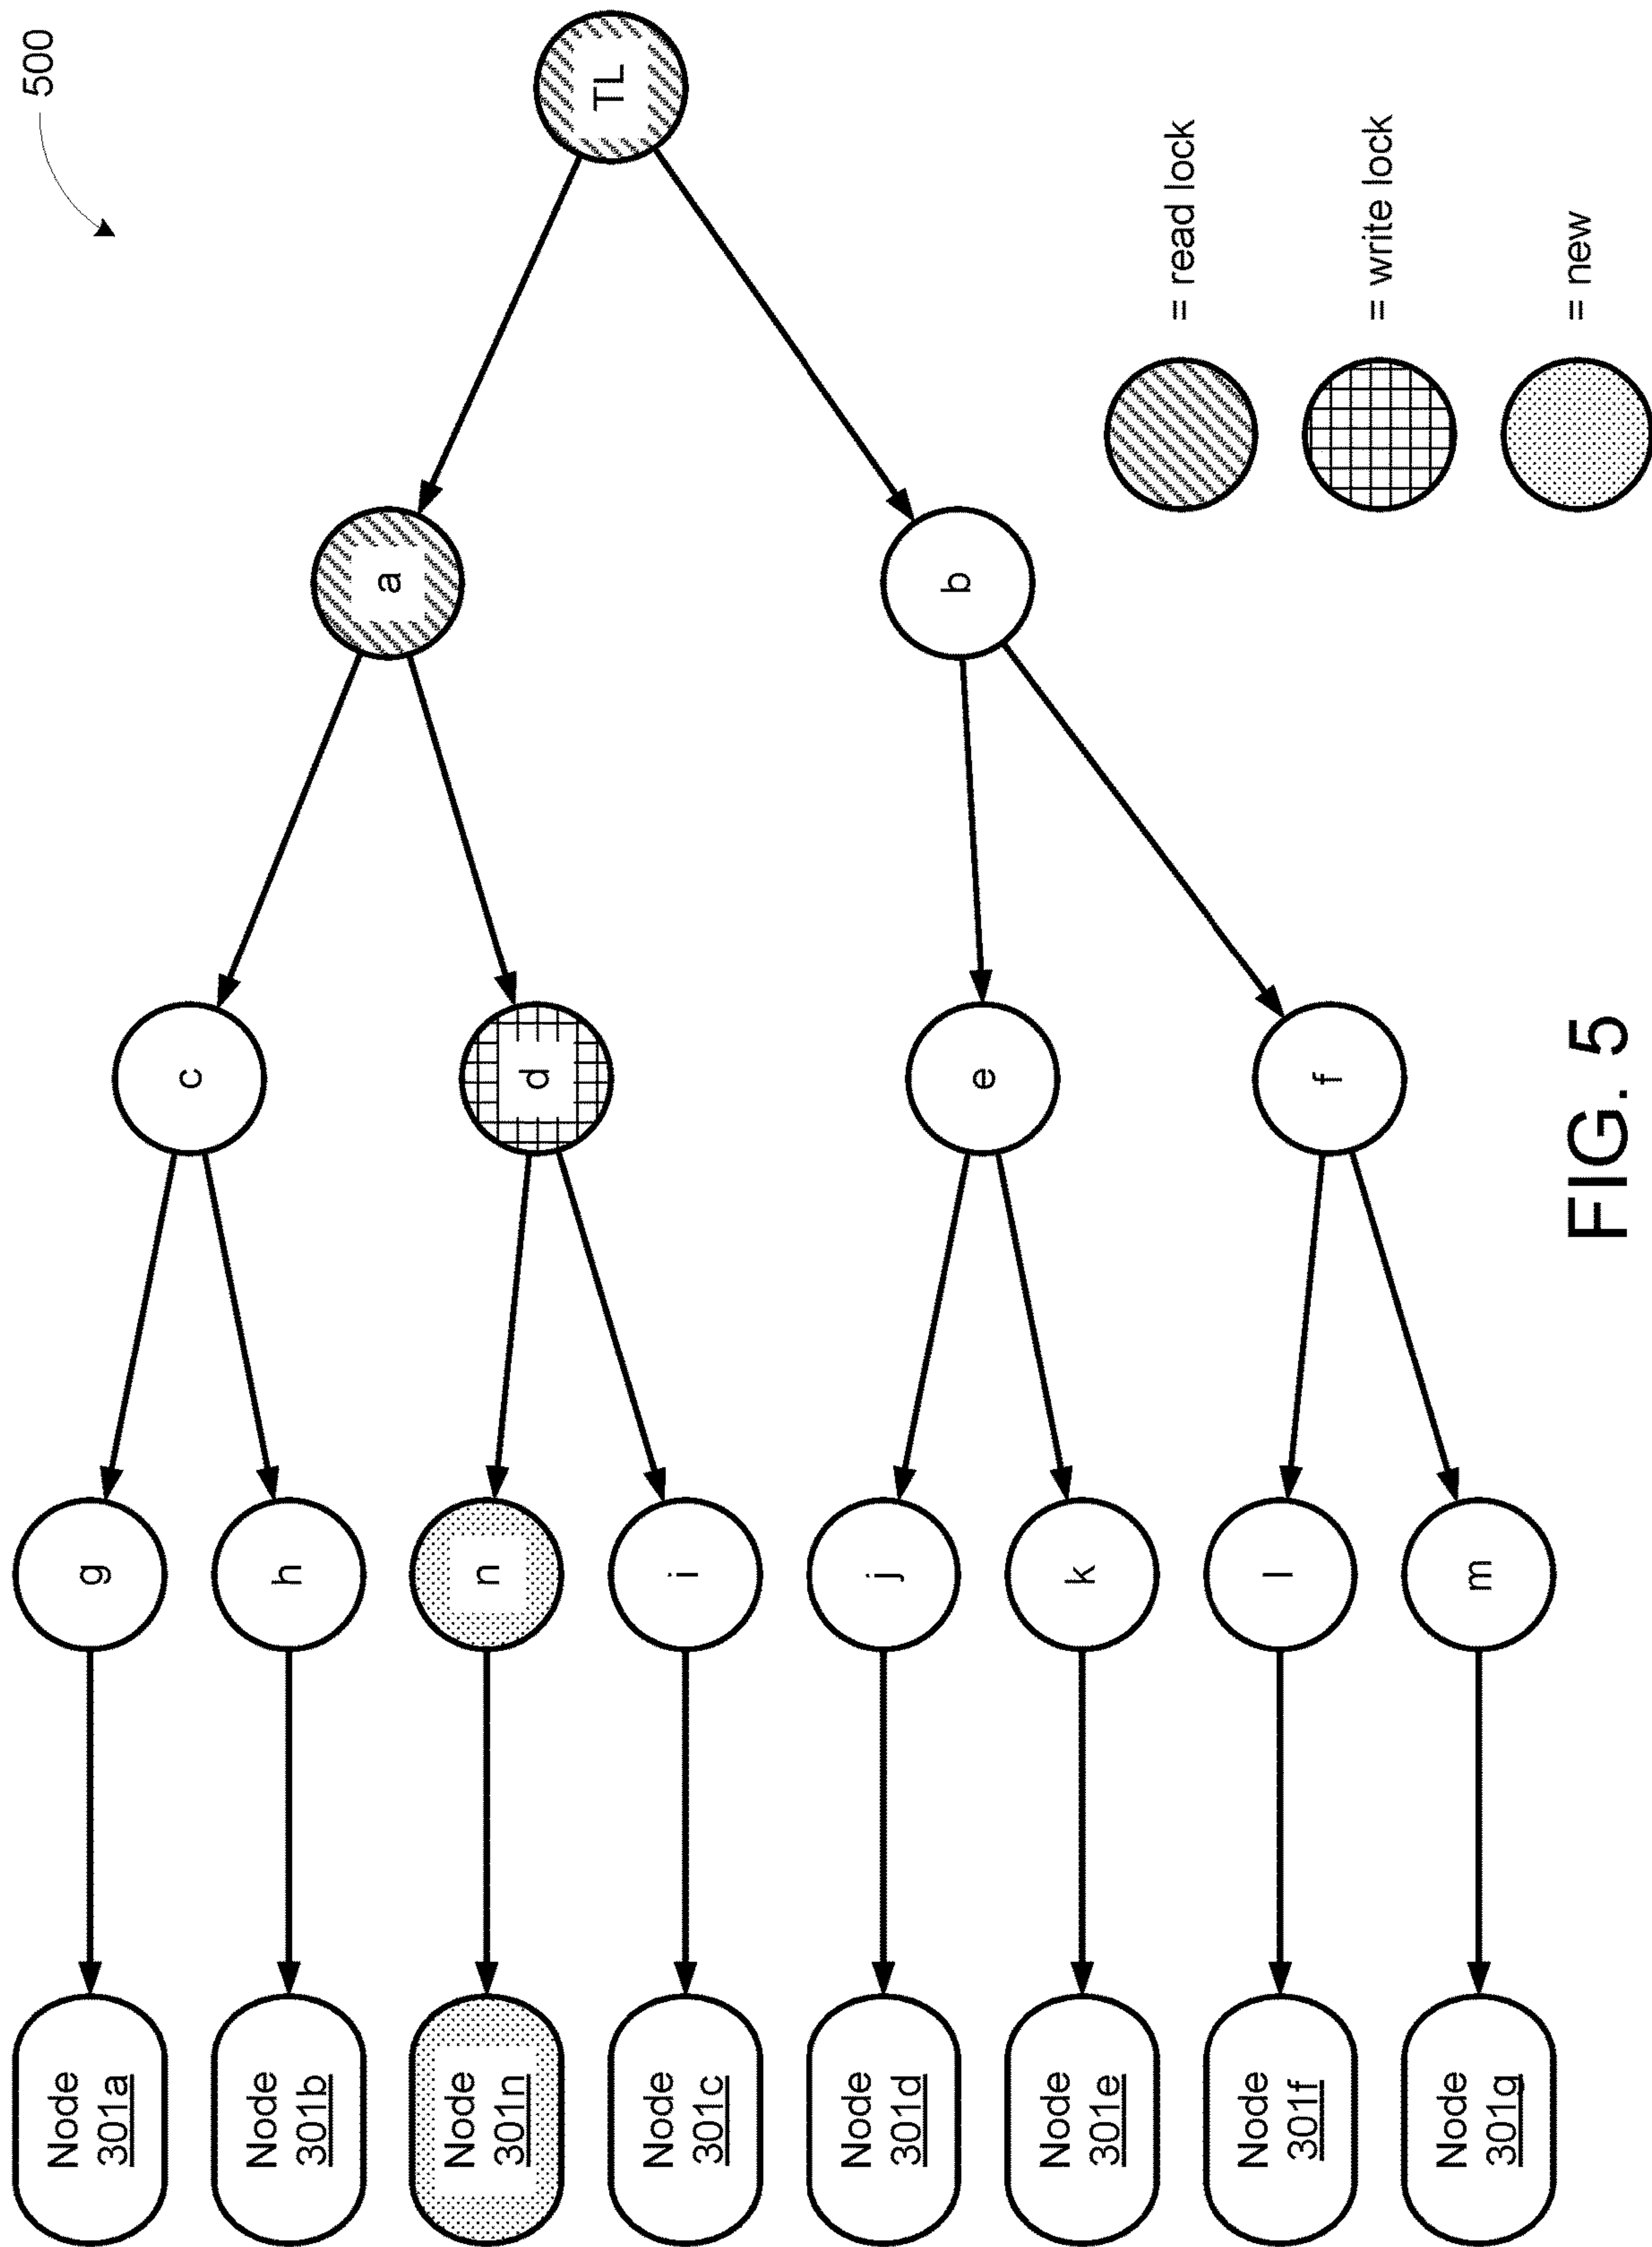 500
TL
a
b
c
d
e
f
g
h
n
i
j
k
l
m
Node
301a
Node
301b
Node
301n
Node
301c
Node
301d
Node
301e
Node
301f
Node
301g
= read lock
= write lock
= new
FIG. 5